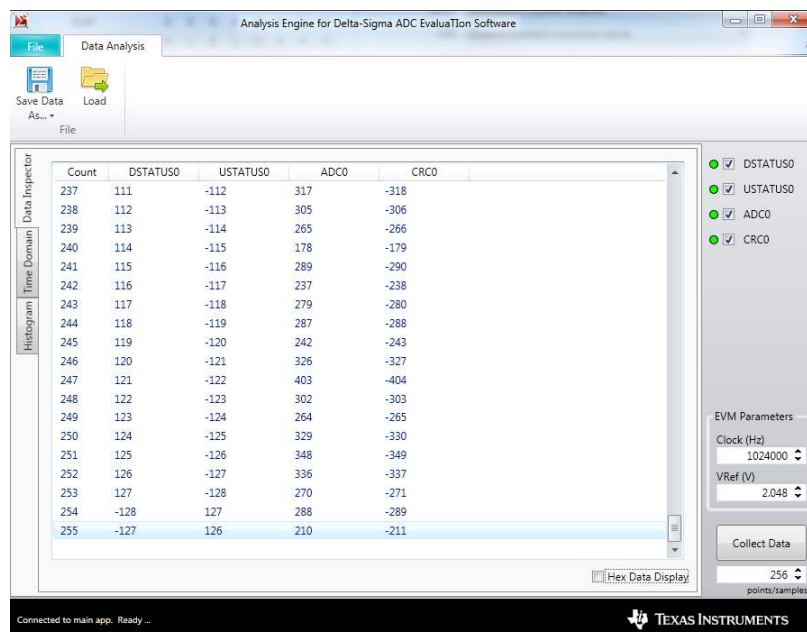 Analysis Engine for Delta-Sigma ADC EvaluaTIon Software
File Data Analysis
Save Data As... Load
File
Data Inspector
Time Domain
Histogram
Count DSTATUS0 USTATUS0 ADC0 CRC0
237 111 -112 317 -318
238 112 -113 305 -306
239 113 -114 265 -266
240 114 -115 178 -179
241 115 -116 289 -290
242 116 -117 237 -238
243 117 -118 279 -280
244 118 -119 287 -288
245 119 -120 242 -243
246 120 -121 326 -327
247 121 -122 403 -404
248 122 -123 302 -303
249 123 -124 264 -265
250 124 -125 329 -330
251 125 -126 348 -349
252 126 -127 336 -337
253 127 -128 270 -271
254 -128 127 288 -289
255 -127 126 210 -211
Hex Data Display
DSTATUS0
USTATUS0
ADC0
CRC0
EVM Parameters
Clock (Hz)
1024000
VRef (V)
2.048
Collect Data
256
points/samples
Connected to main app. Ready ...
TEXAS INSTRUMENTS